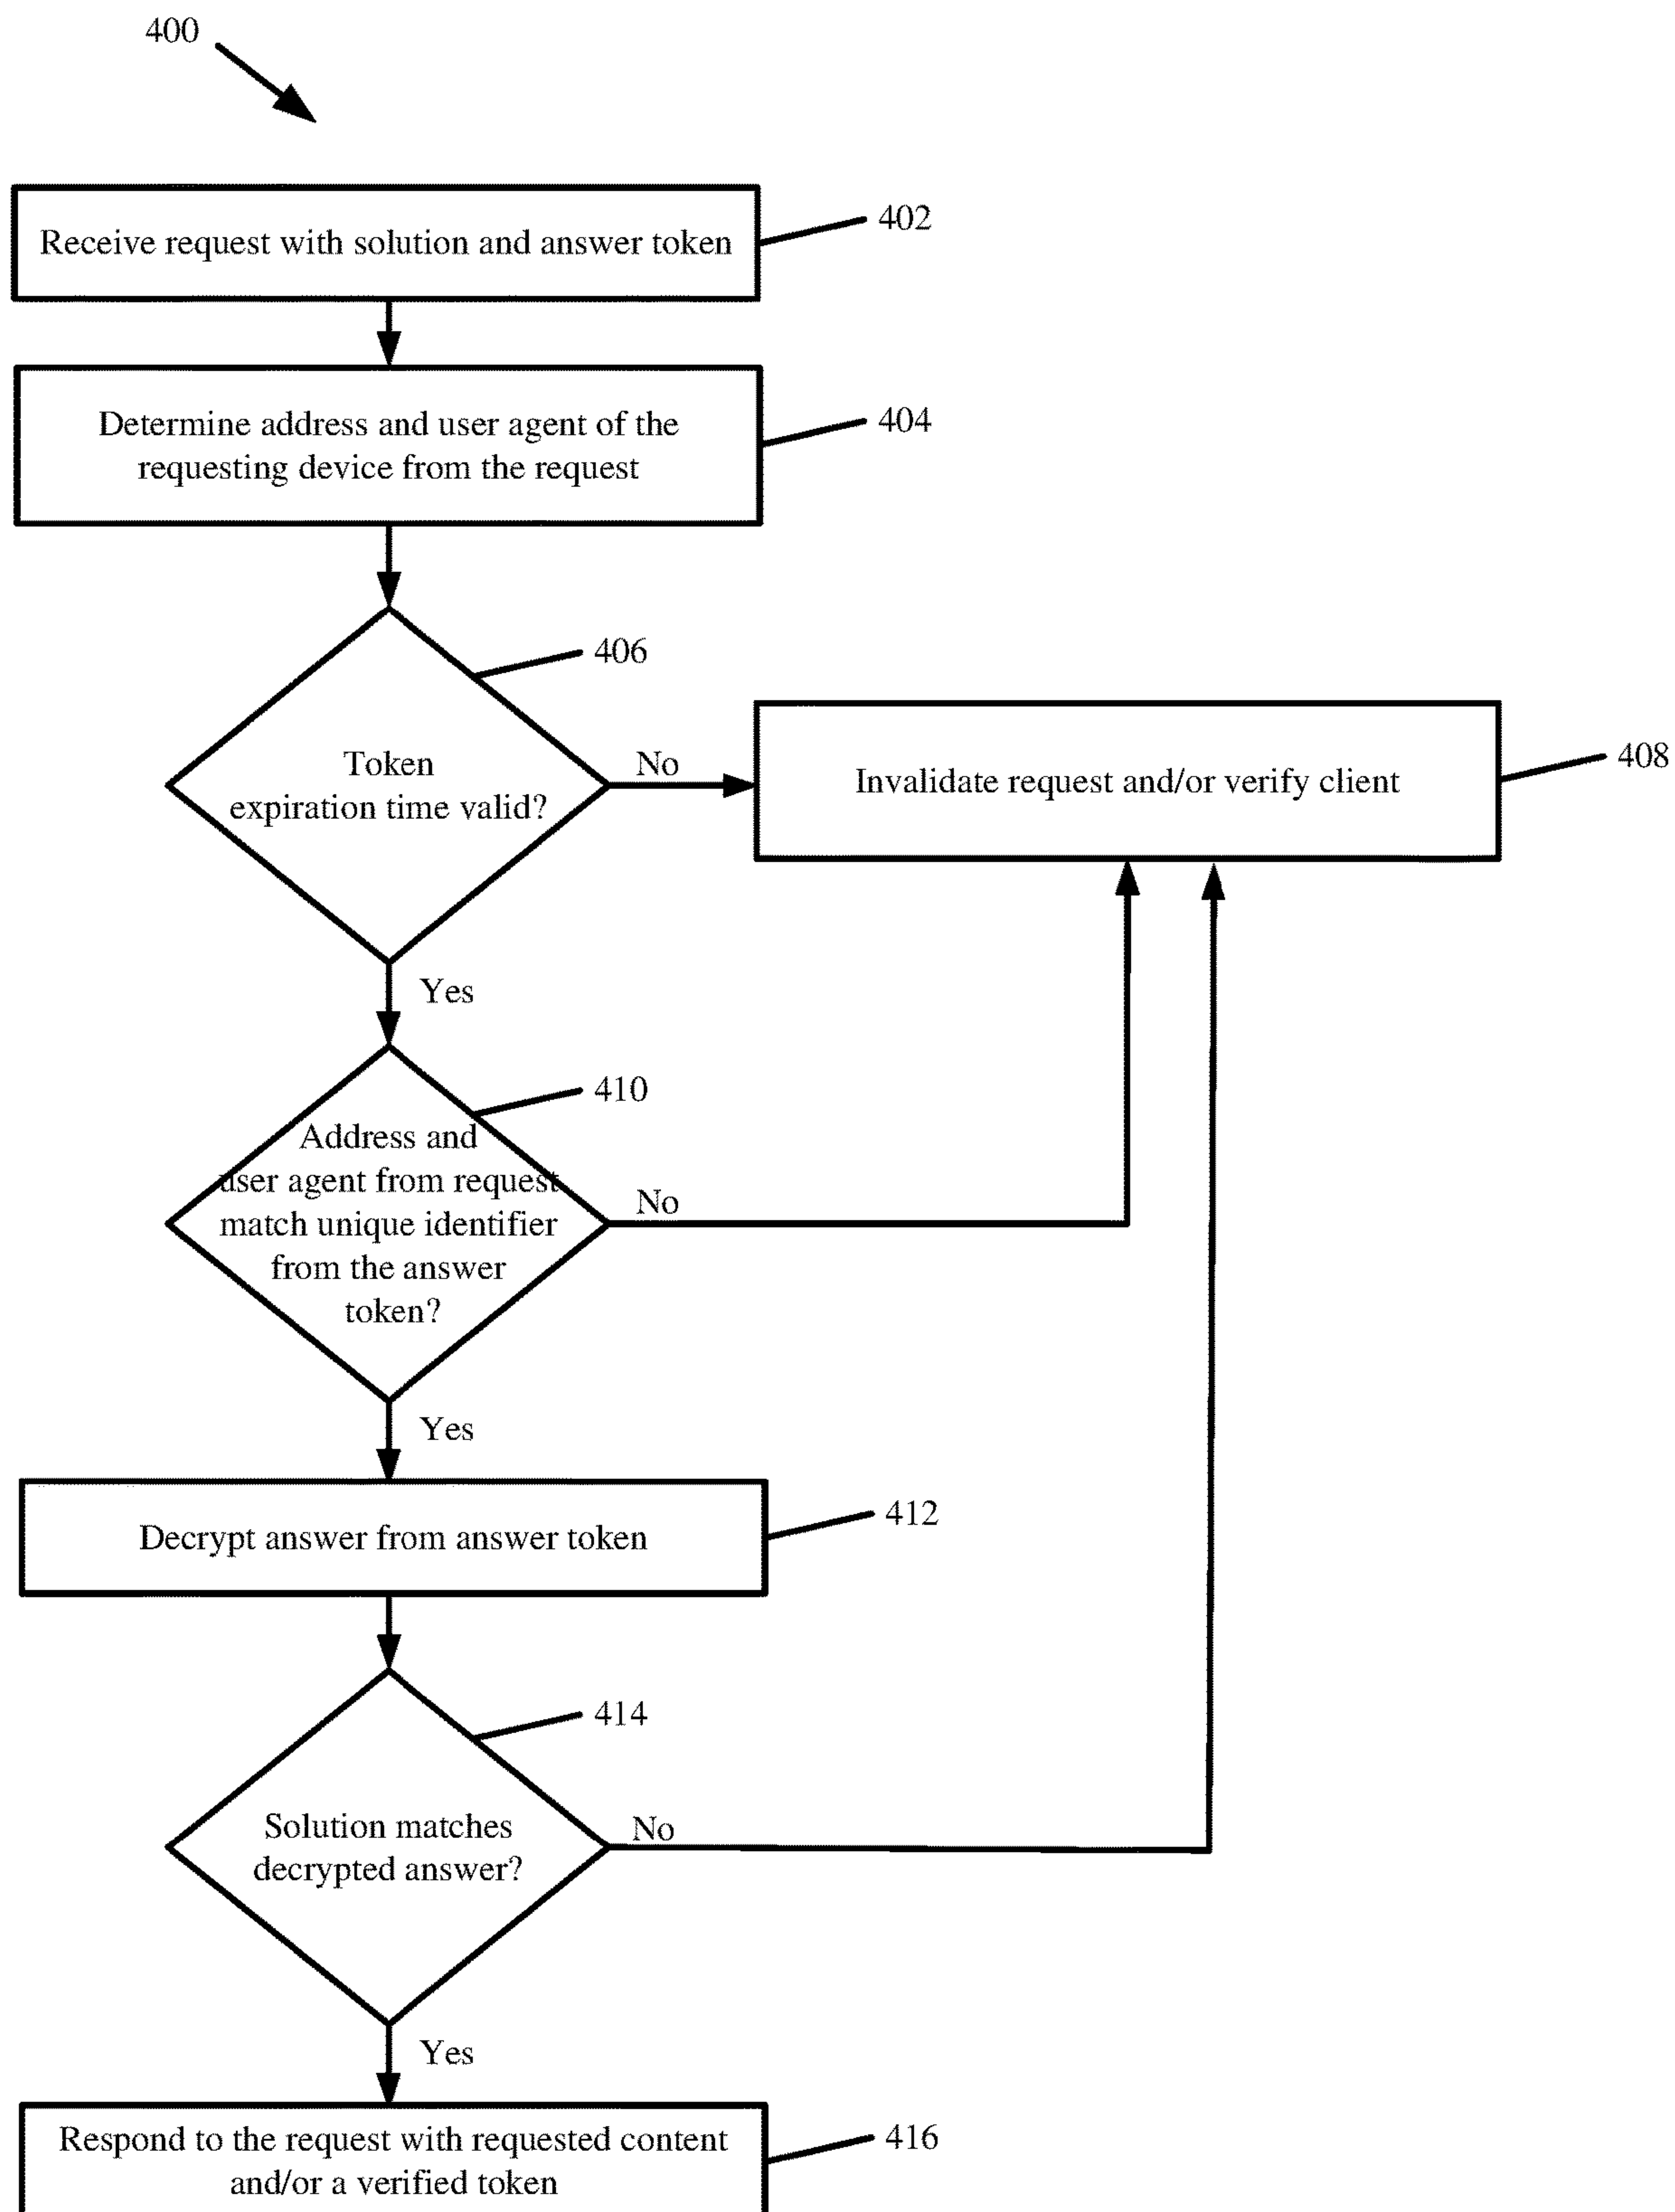 400
Receive request with solution and answer token
402
Determine address and user agent of the
requesting device from the request
404
406
Token
expiration time valid?
No
Invalidate request and/or verify client
408
Yes
410
Address and
user agent from request
match unique identifier
from the answer
token?
No
Yes
Decrypt answer from answer token
412
414
Solution matches
decrypted answer?
No
Yes
Respond to the request with requested content
and/or a verified token
416